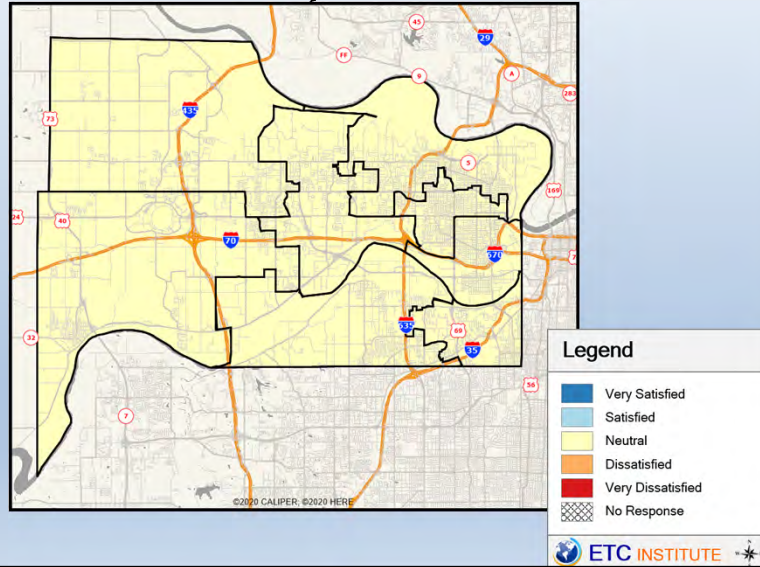 45
29
FF
A
9
283
435
73
5
169
24
40
70
670
7
32
635
69
35
56
7
©2020 CALIPER; ©2020 HERE
Legend
Very Satisfied
Satisfied
Neutral
Dissatisfied
Very Dissatisfied
No Response
ETC INSTITUTE